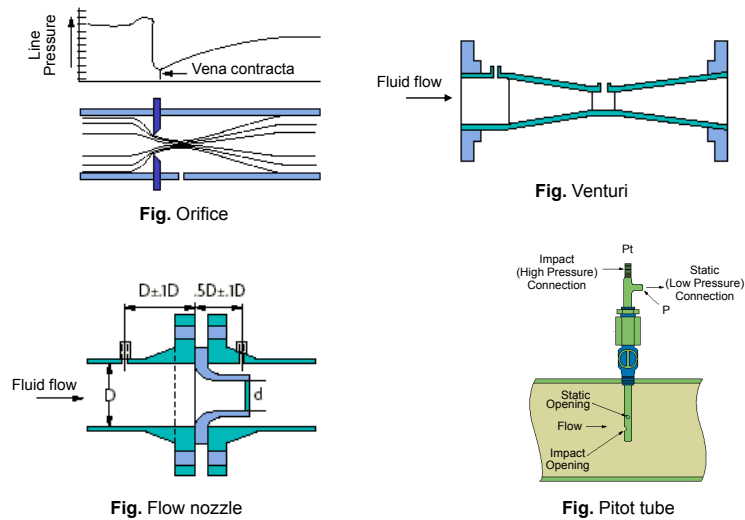 Line
Pressure
Vena contracta
Fig. Orifice
Fluid flow
Fig. Venturi
D±.1D .5D±.1D
Fluid flow
D
d
Fig. Flow nozzle
Pt
Impact
(High Pressure)
Connection
Static
(Low Pressure)
Connection
P
Static
Opening
Flow
Impact
Opening
Fig. Pitot tube